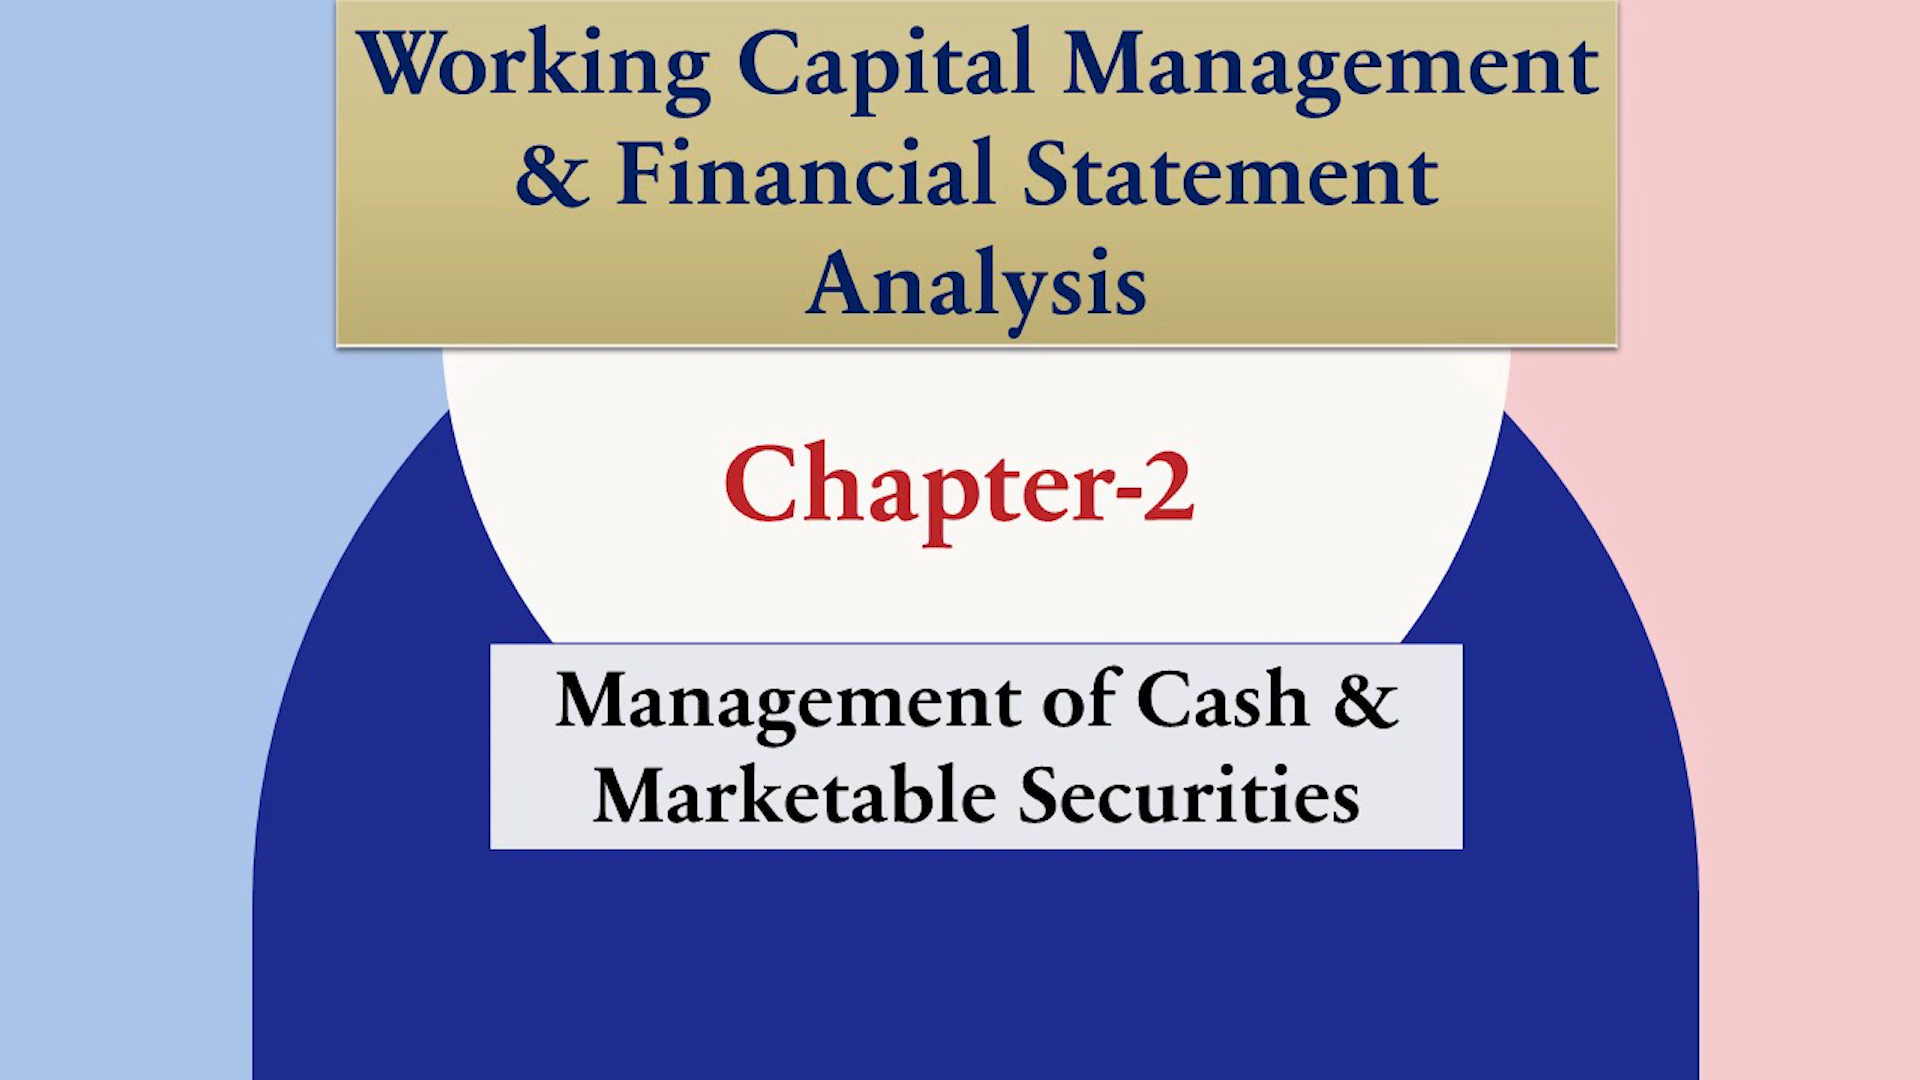 Working Capital Management
& Financial Statement
Analysis
Chapter-2
Management of Cash &
Marketable Securities